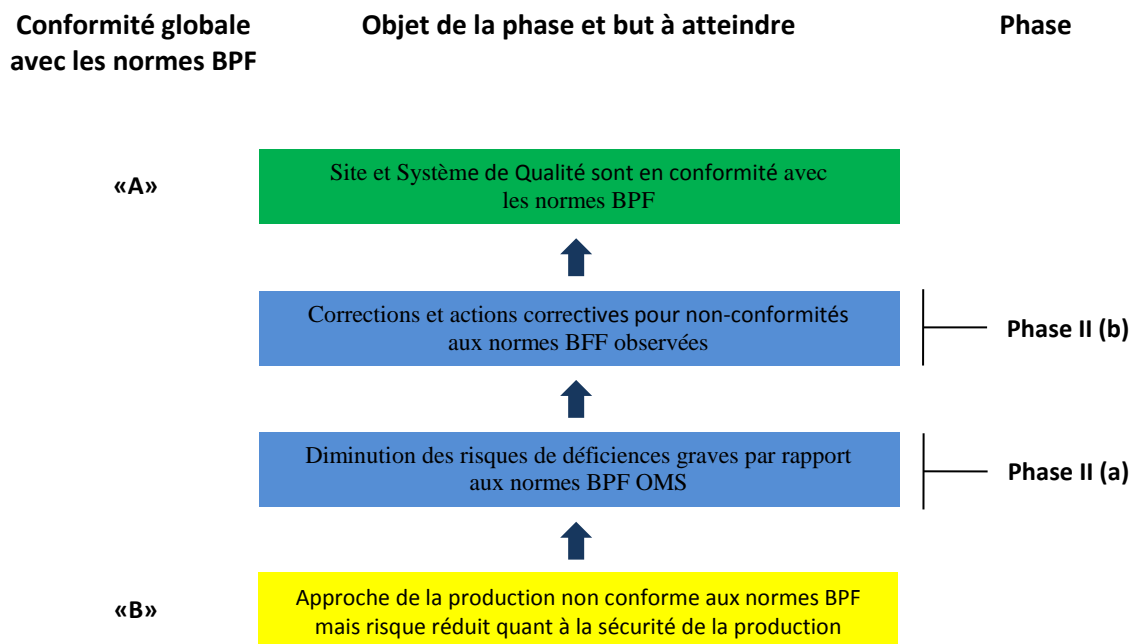 Conformité globale
avec les normes BPF
Objet de la phase et but à atteindre
Phase
«A»
Site et Système de Qualité sont en conformité avec
les normes BPF
Corrections et actions correctives pour non-conformités
aux normes BFF observées
Phase II (b)
Diminution des risques de déficiences graves par rapport
aux normes BPF OMS
Phase II (a)
«B»
Approche de la production non conforme aux normes BPF
mais risque réduit quant à la sécurité de la production